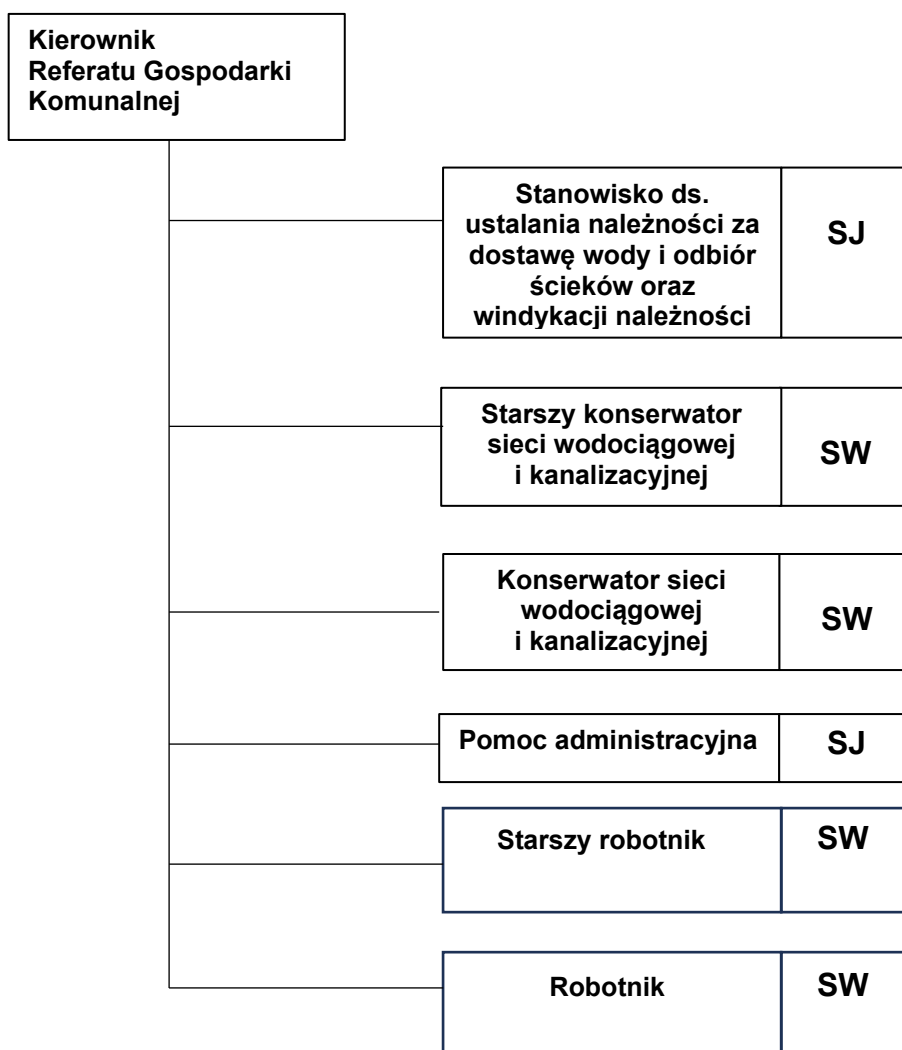 Kierownik
Referatu Gospodarki
Komunalnej
Stanowisko ds.
ustalania należności za
dostawę wody i odbiór
ścieków oraz
windykacji należności
SJ
Starszy konserwator
sieci wodociągowej
i kanalizacyjnej
SW
Konserwator sieci
wodociągowej
i kanalizacyjnej
SW
Pomoc administracyjna
SJ
Starszy robotnik
SW
Robotnik
SW